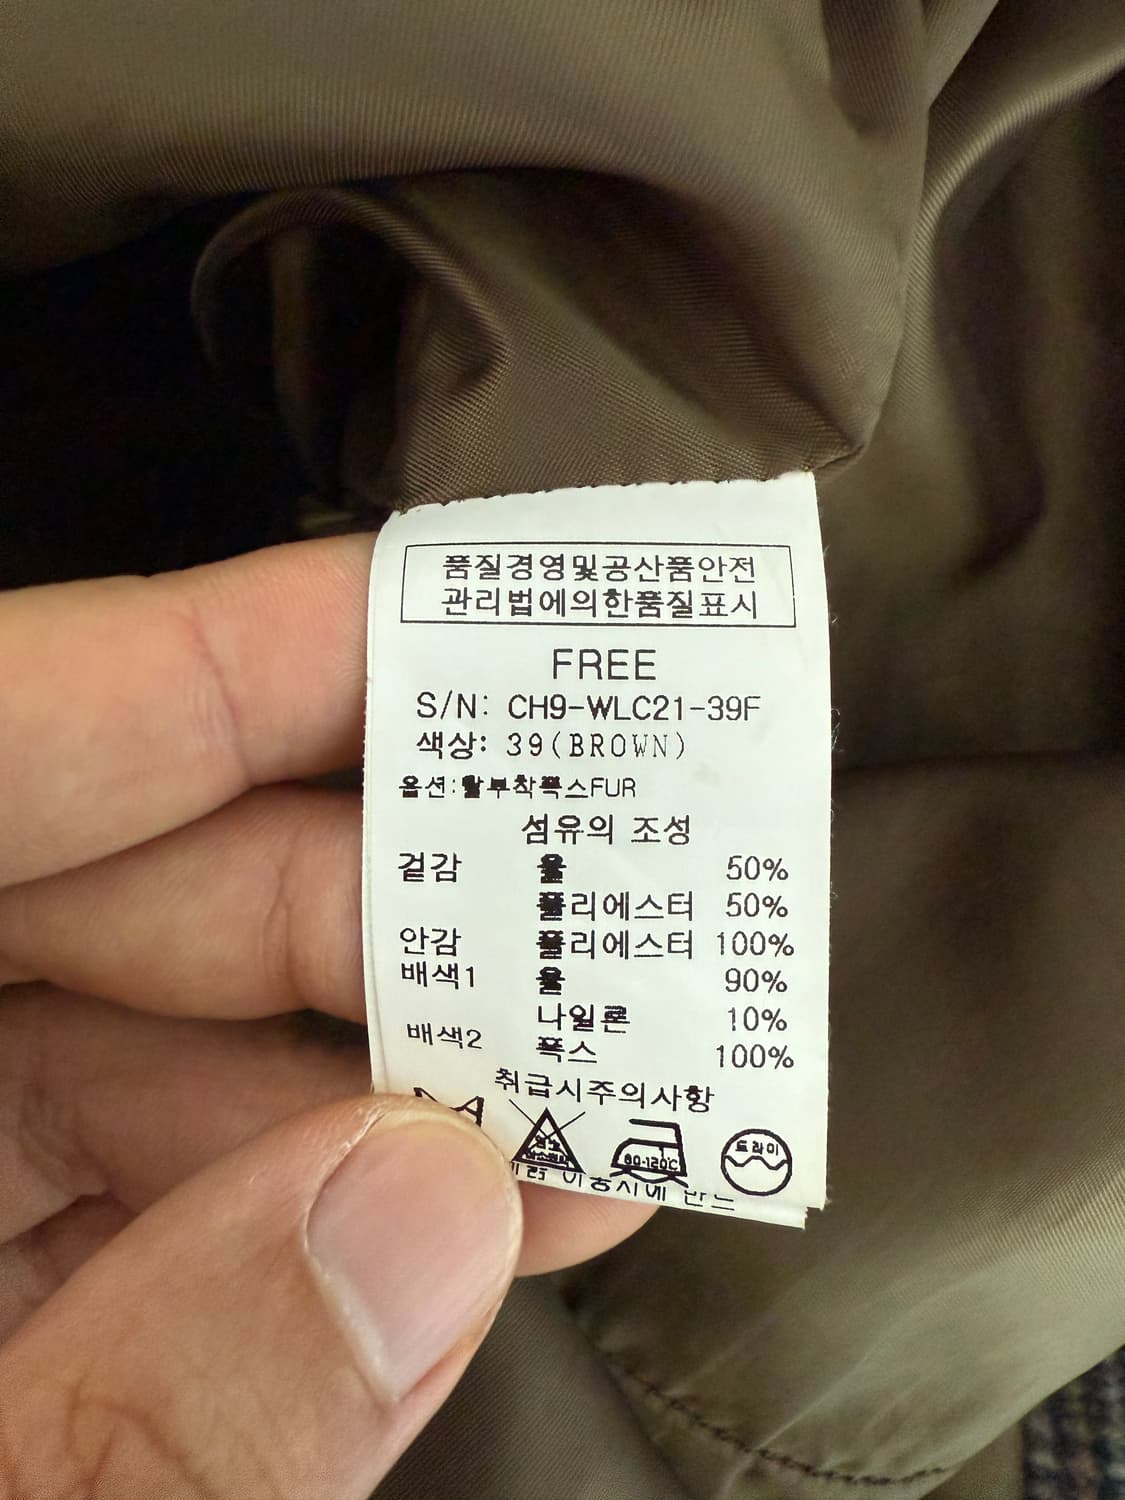 품질경영및공산품안전
관리법에의한품질표시
FREE
S/N: CH9-WLC21-39F
색상: 39(BROWN)
옵션:탈부착폭스FUR
섬유의 조성
겉감 울 50%
폴리에스터 50%
안감 폴리에스터 100%
배색1 울 90%
나일론 10%
배색2 폭스 100%
취급시주의사항
80-120℃
드라이